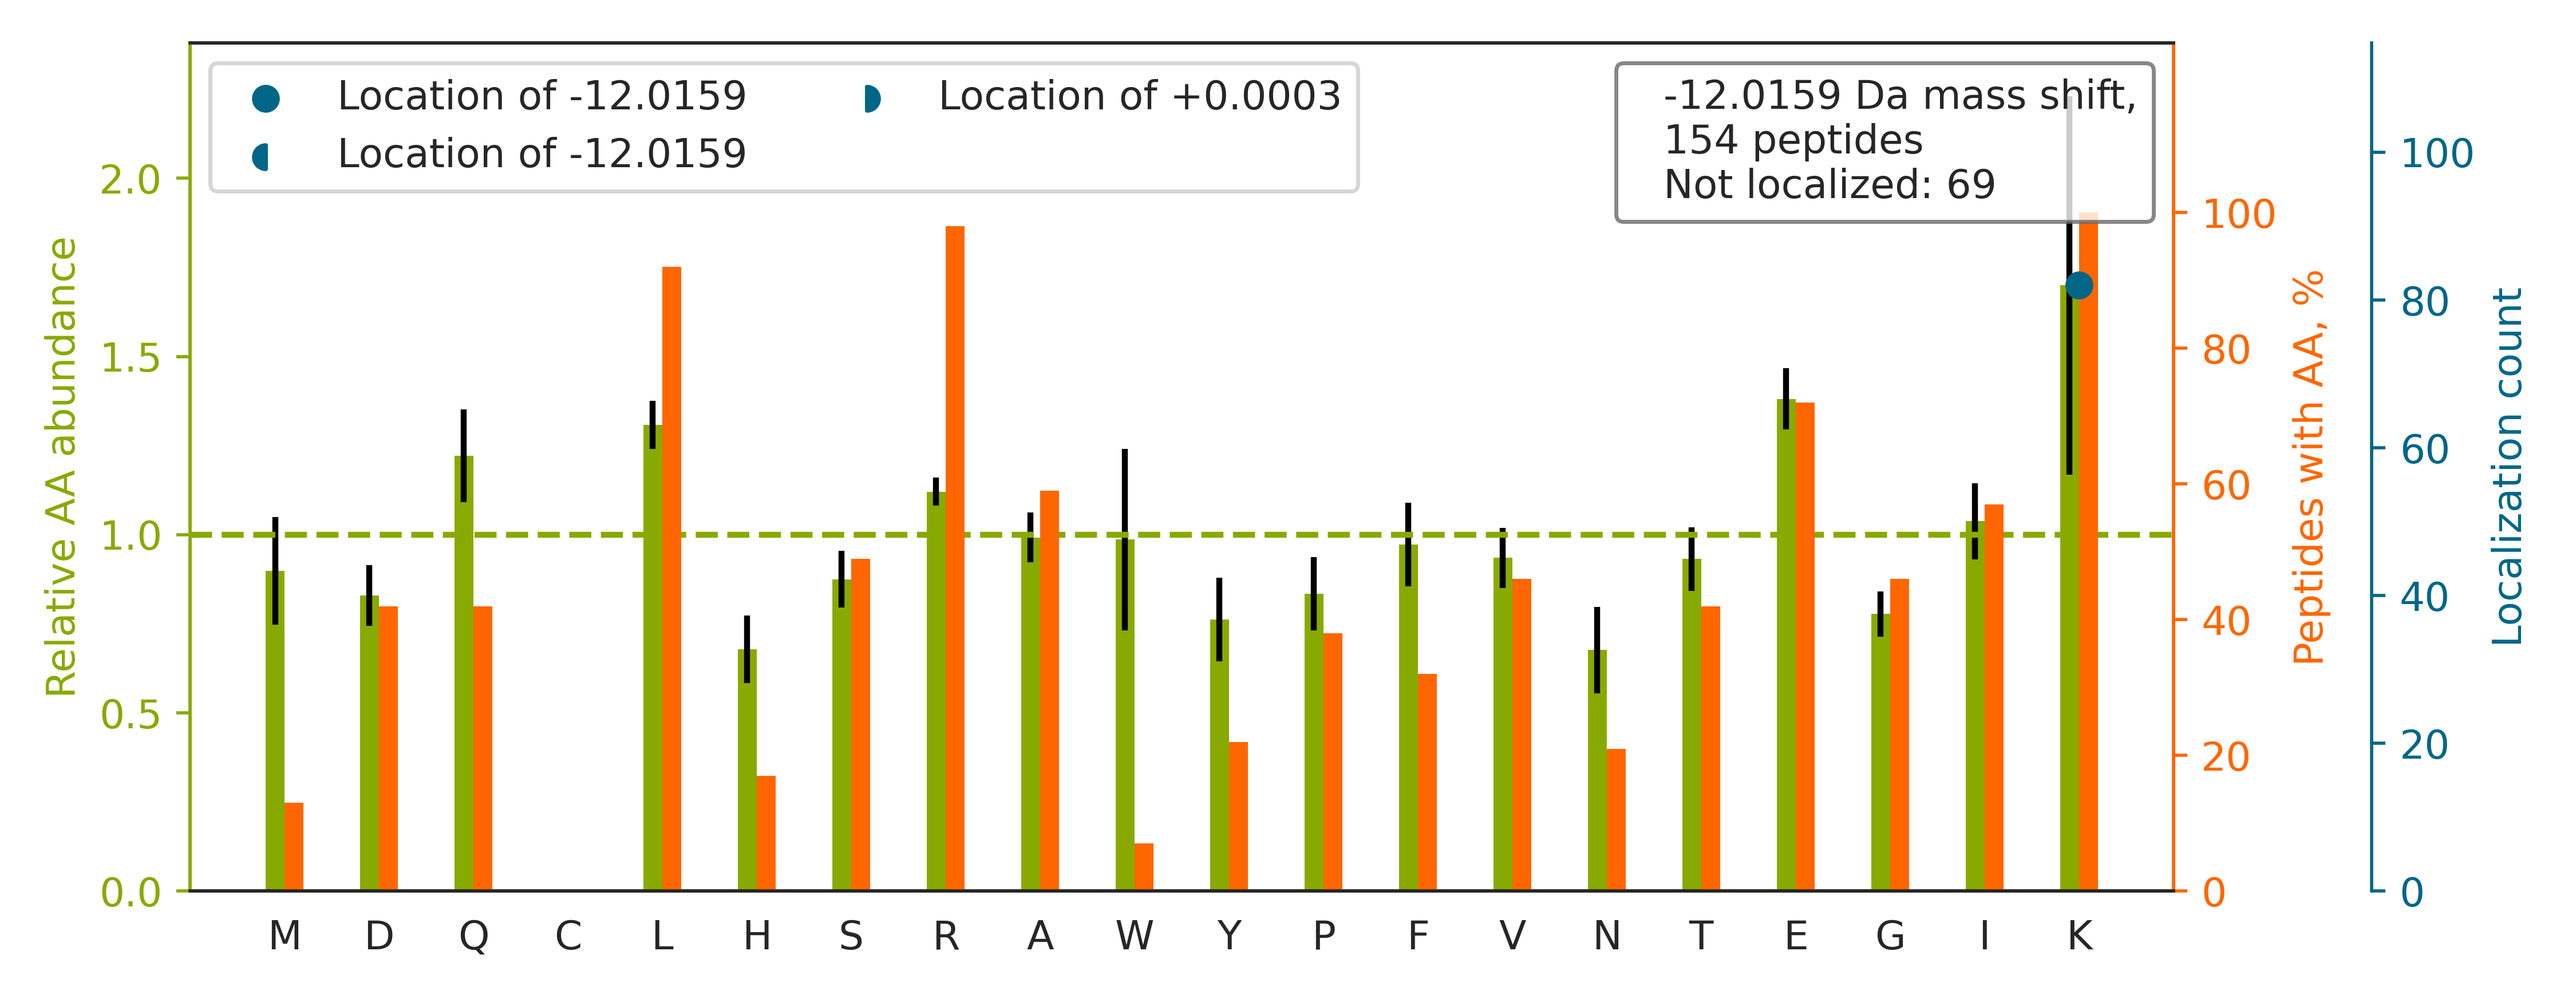 Location of -12.0159
Location of -12.0159
Location of +0.0003
-12.0159 Da mass shift,
154 peptides
Not localized: 69
Relative AA abundance
2.0
1.5
1.0
0.5
0.0
M D Q C L H S R A W Y P F V N T E G I K
100
80
60
40
20
0
Peptides with AA, %
100
80
60
40
20
0
Localization count